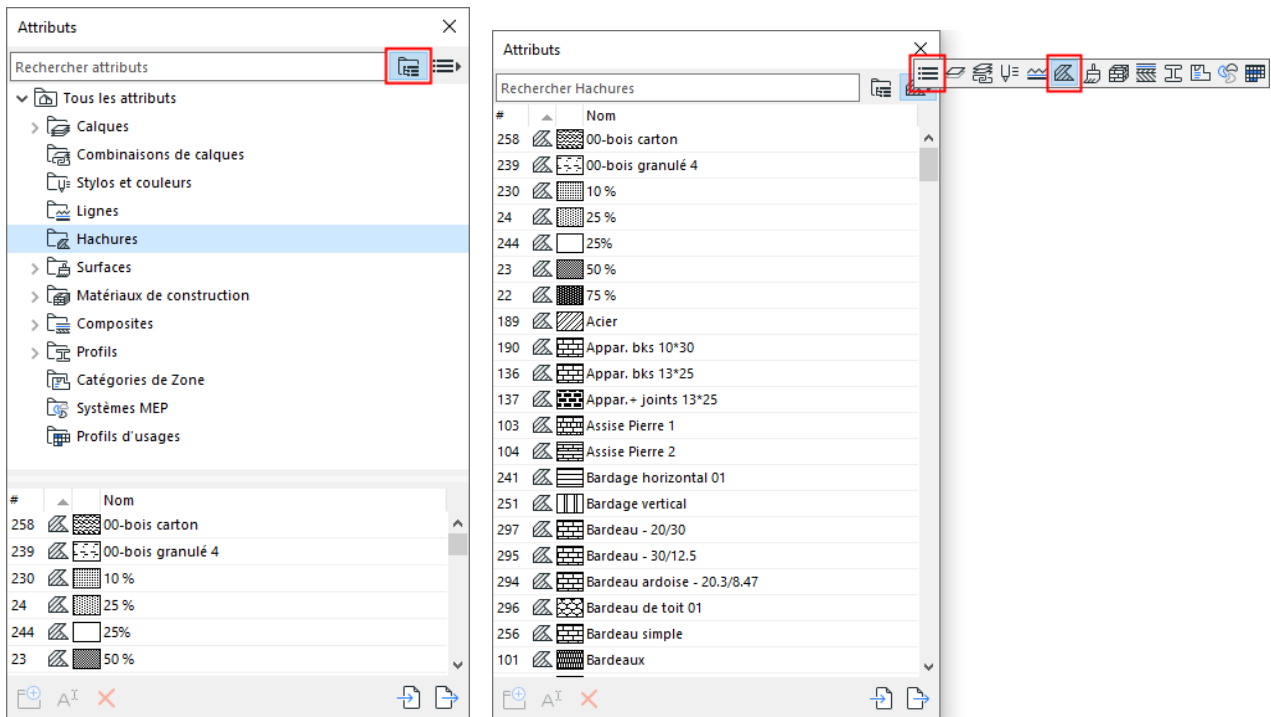 Attributs
Rechercher attributs
Tous les attributs
Calques
Combinaisons de calques
Stylos et couleurs
Lignes
Hachures
Surfaces
Matériaux de construction
Composites
Profils
Catégories de Zone
Systèmes MEP
Profils d'usages
# Nom
258 00-bois carton
239 00-bois granulé 4
230 10 %
24 25 %
244 25%
23 50 %
Attributs
Rechercher Hachures
# Nom
258 00-bois carton
239 00-bois granulé 4
230 10 %
24 25 %
244 25%
23 50 %
22 75 %
189 Acier
190 Appar. bks 10*30
136 Appar. bks 13*25
137 Appar.+ joints 13*25
103 Assise Pierre 1
104 Assise Pierre 2
241 Bardage horizontal 01
251 Bardage vertical
297 Bardeau - 20/30
295 Bardeau - 30/12.5
294 Bardeau ardoise - 20.3/8.47
296 Bardeau de toit 01
256 Bardeau simple
101 Bardeaux